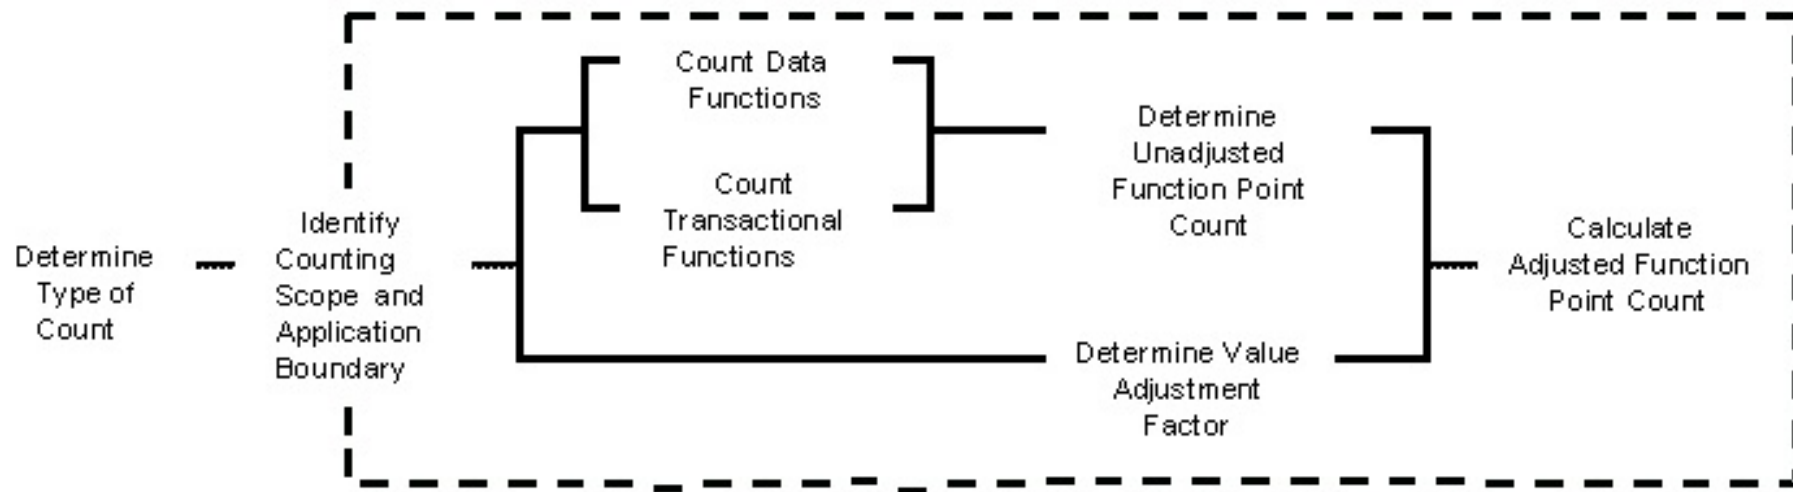 Determine
Type of
Count
Identify
Counting
Scope and
Application
Boundary
Count Data
Functions
Count
Transactional
Functions
Determine
Unadjusted
Function Point
Count
Determine Value
Adjustment
Factor
Calculate
Adjusted Function
Point Count